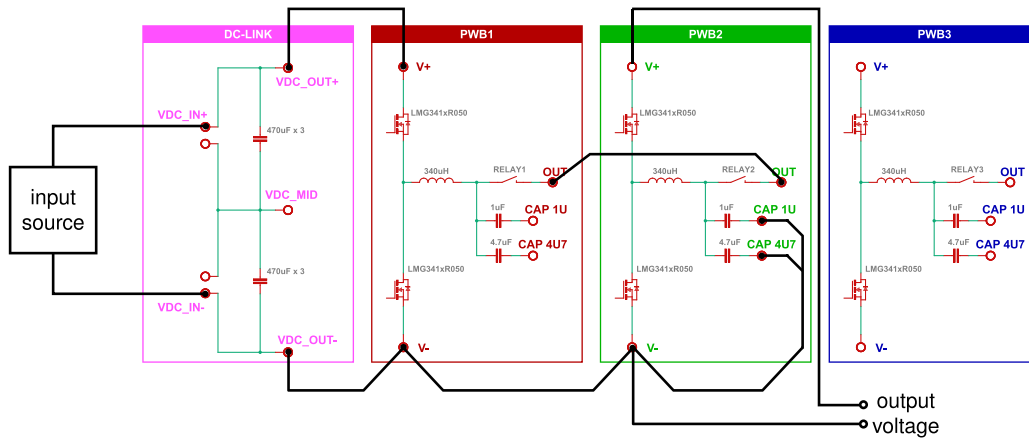 DC-LINK
PWB1
PWB2
PWB3
VDC_OUT+
VDC_IN+
470uF x 3
VDC_MID
470uF x 3
VDC_IN-
VDC_OUT-
input
source
V+
LMG341xR050
340uH
RELAY1
OUT
1uF
CAP 1U
4.7uF
CAP 4U7
LMG341xR050
V-
V+
LMG341xR050
340uH
RELAY2
OUT
1uF
CAP 1U
4.7uF
CAP 4U7
LMG341xR050
V-
V+
LMG341xR050
340uH
RELAY3
OUT
1uF
CAP 1U
4.7uF
CAP 4U7
LMG341xR050
V-
output
voltage